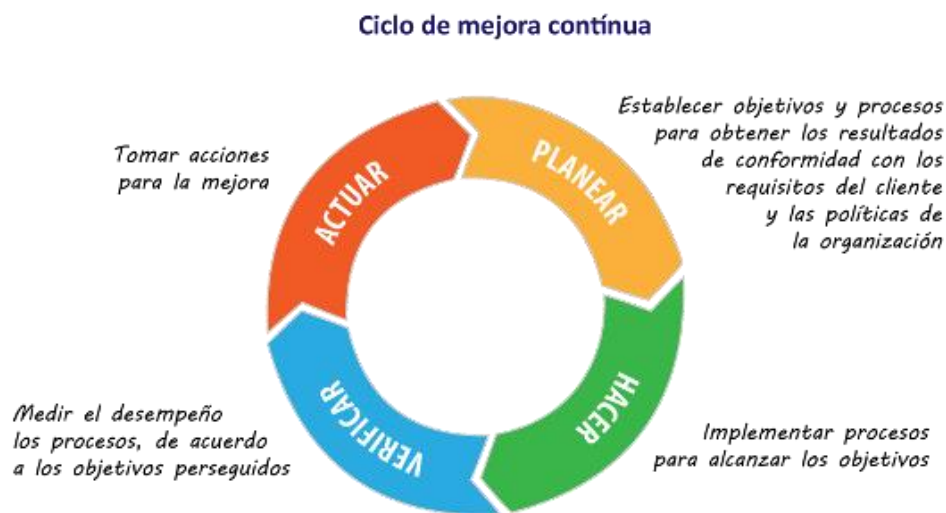 Ciclo de mejora contínua
Establecer objetivos y procesos
para obtener los resultados
de conformidad con los
requisitos del cliente
y las políticas de
la organización
PLANEAR
HACER
Implementar procesos
para alcanzar los objetivos
VERIFICAR
Medir el desempeño
los procesos, de acuerdo
a los objetivos perseguidos
ACTUAR
Tomar acciones
para la mejora